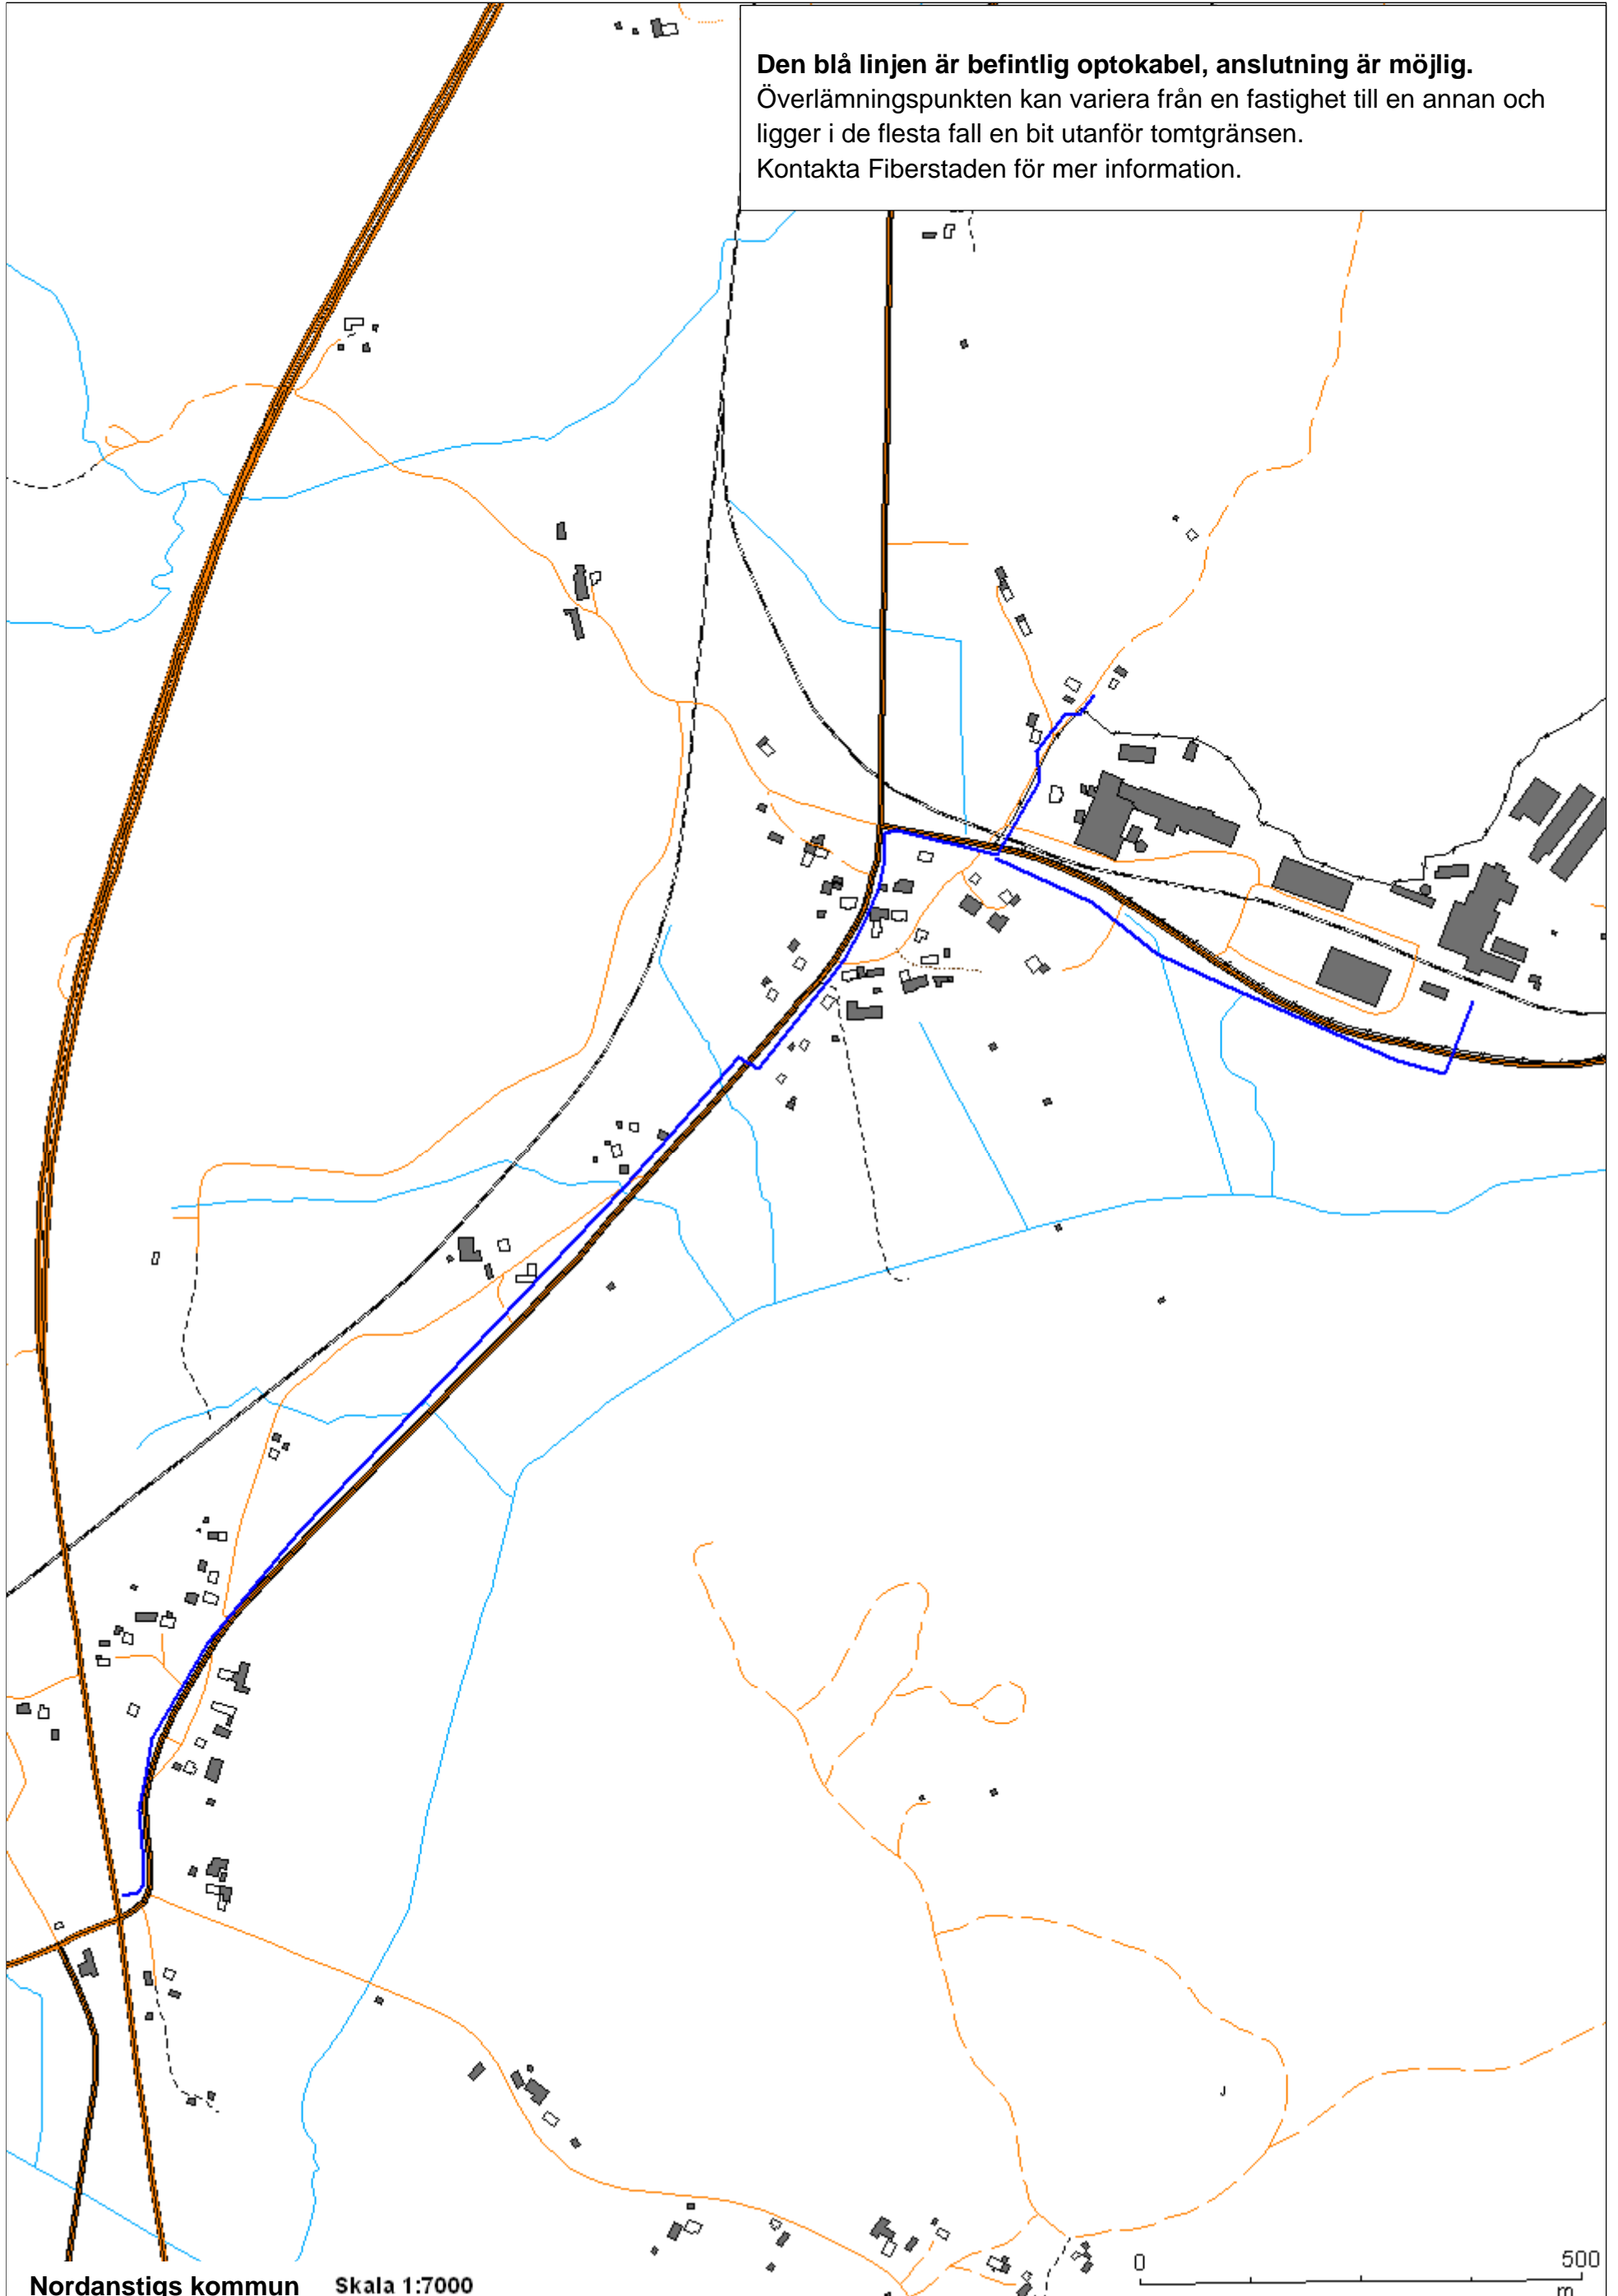 Den blå linjen är befintlig optokabel, anslutning är möjlig.
Överlämningspunkten kan variera från en fastighet till en annan och
ligger i de flesta fall en bit utanför tomtgränsen.
Kontakta Fiberstaden för mer information.
Nordanstigs kommun Skala 1:7000
0 500
m